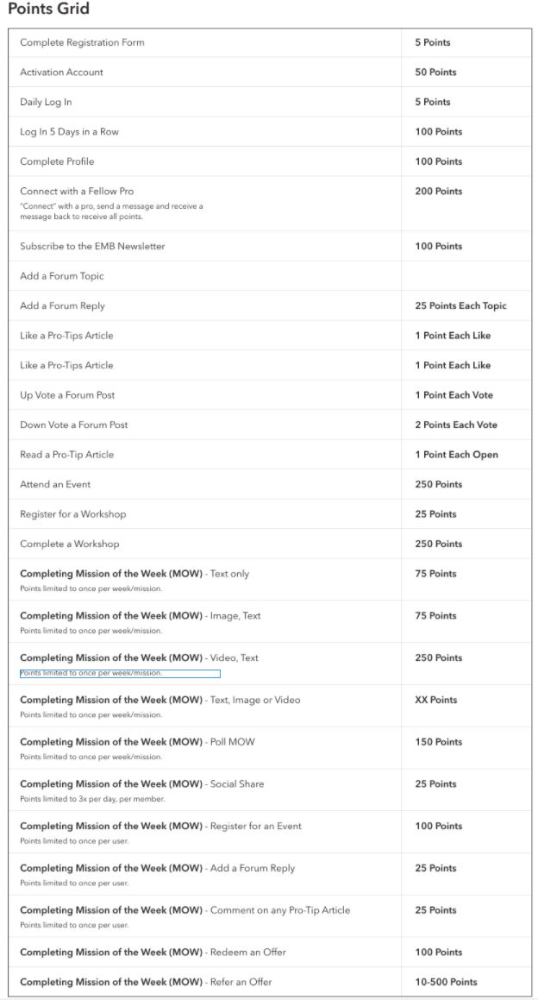 Points Grid
Complete Registration Form 5 Points
Activation Account 50 Points
Daily Log In 5 Points
Log In 5 Days in a Row 100 Points
Complete Profile 100 Points
Connect with a Fellow Pro 200 Points
"Connect" with a pro, send a message and receive a
message back to receive all points.
Subscribe to the EMB Newsletter 100 Points
Add a Forum Topic
Add a Forum Reply 25 Points Each Topic
Like a Pro-Tips Article 1 Point Each Like
Like a Pro-Tips Article 1 Point Each Like
Up Vote a Forum Post 1 Point Each Vote
Down Vote a Forum Post 2 Points Each Vote
Read a Pro-Tip Article 1 Point Each Open
Attend an Event 250 Points
Register for a Workshop 25 Points
Complete a Workshop 250 Points
Completing Mission of the Week (MOW) - Text only 75 Points
Points limited to once per week/mission.
Completing Mission of the Week (MOW) - Image, Text 75 Points
Points limited to once per week/mission.
Completing Mission of the Week (MOW) - Video, Text 250 Points
Points limited to once per week/mission.
Completing Mission of the Week (MOW) - Text, Image or Video XX Points
Points limited to once per week/mission.
Completing Mission of the Week (MOW) - Poll MOW 150 Points
Points limited to once per week/mission.
Completing Mission of the Week (MOW) - Social Share 25 Points
Points limited to 3x per day, per member.
Completing Mission of the Week (MOW) - Register for an Event 100 Points
Points limited to once per user.
Completing Mission of the Week (MOW) - Add a Forum Reply 25 Points
Points limited to once per user.
Completing Mission of the Week (MOW) - Comment on any Pro-Tip Article 25 Points
Points limited to once per user.
Completing Mission of the Week (MOW) - Redeem an Offer 100 Points
Completing Mission of the Week (MOW) - Refer an Offer 10-500 Points